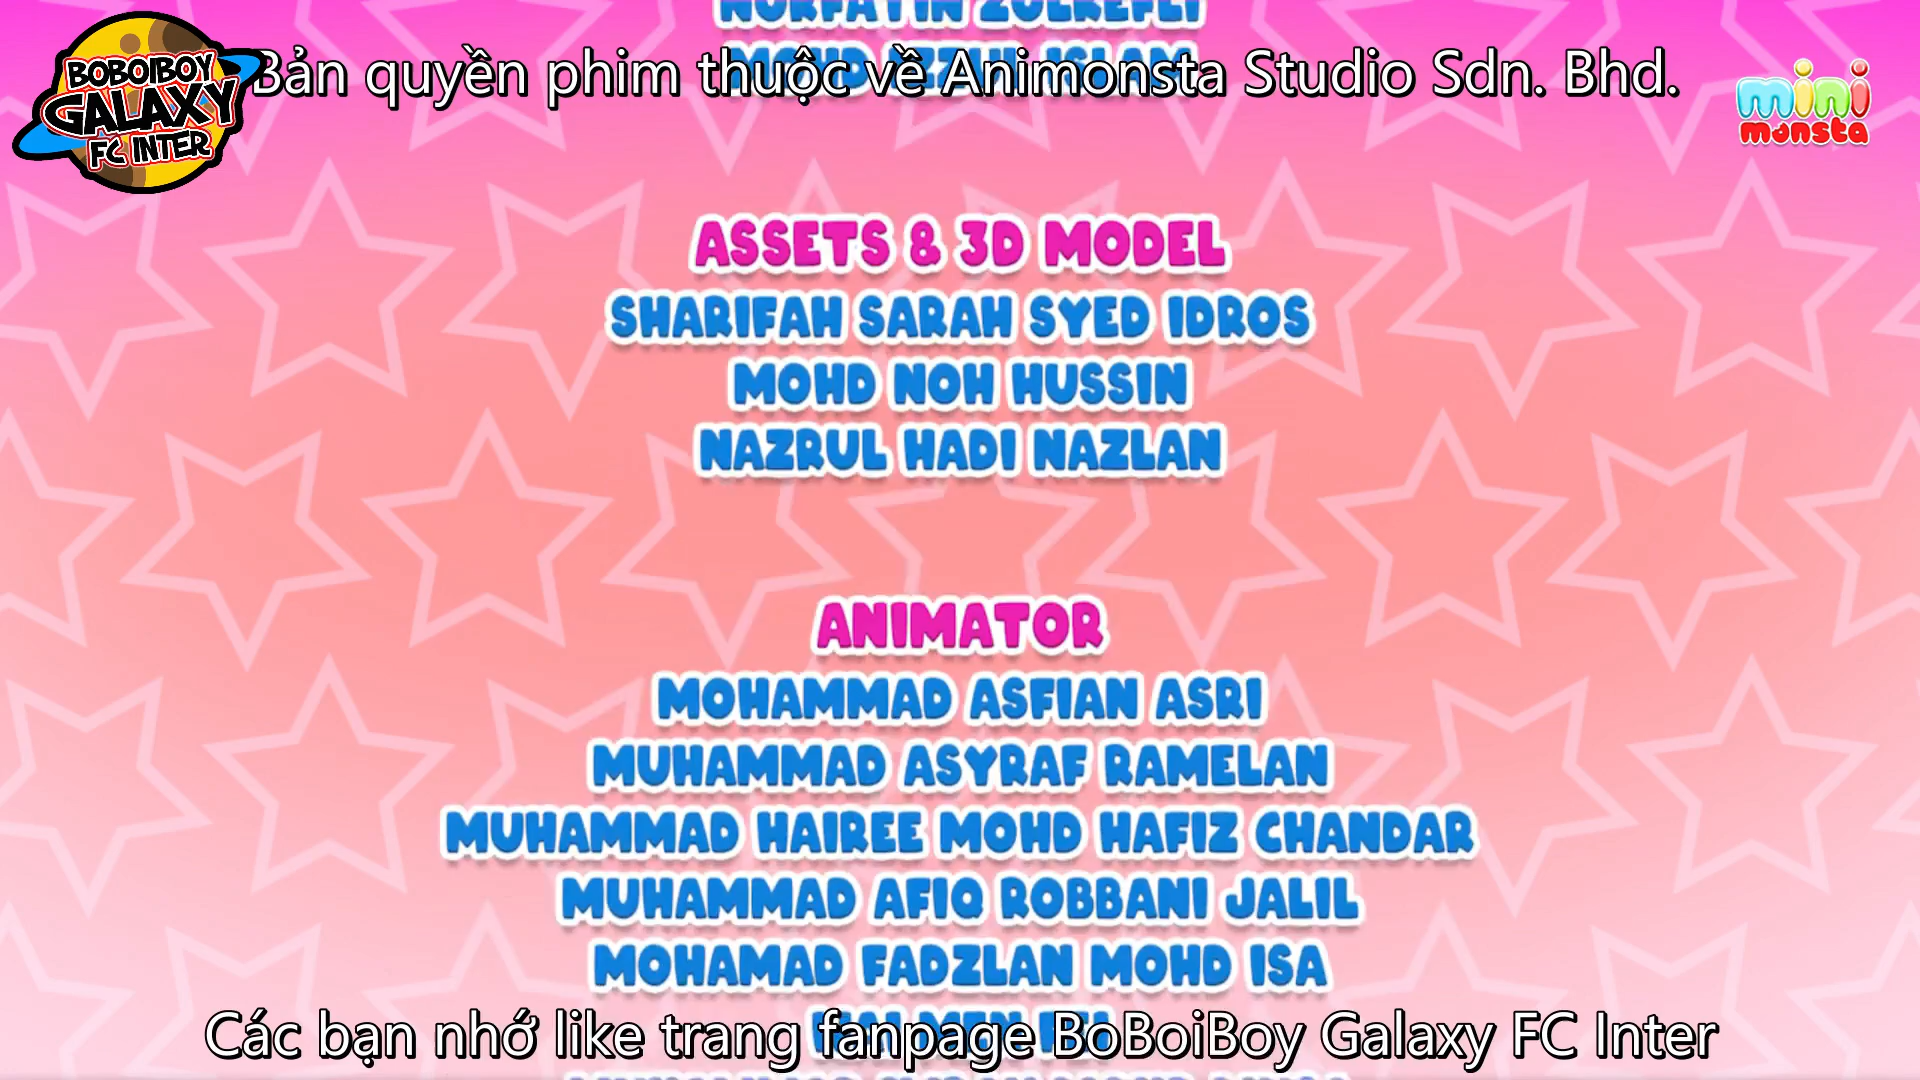 NURFATIN ZULKEFLI
BOBOIBOY
GALAXY
FC INTER
Bản quyền phim thuộc về Animonsta Studio Sdn. Bhd.
mini
monsta
ASSETS & 3D MODEL
SHARIFAH SARAH SYED IDROS
MOHD NOH HUSSIN
NAZRUL HADI NAZLAN
ANIMATOR
MOHAMMAD ASFIAN ASRI
MUHAMMAD ASYRAF RAMELAN
MUHAMMAD HAIREE MOHD HAFIZ CHANDAR
MUHAMMAD AFIQ ROBBANI JALIL
MOHAMAD FADZLAN MOHD ISA
Các bạn nhớ like trang fanpage BoBoiBoy Galaxy FC Inter